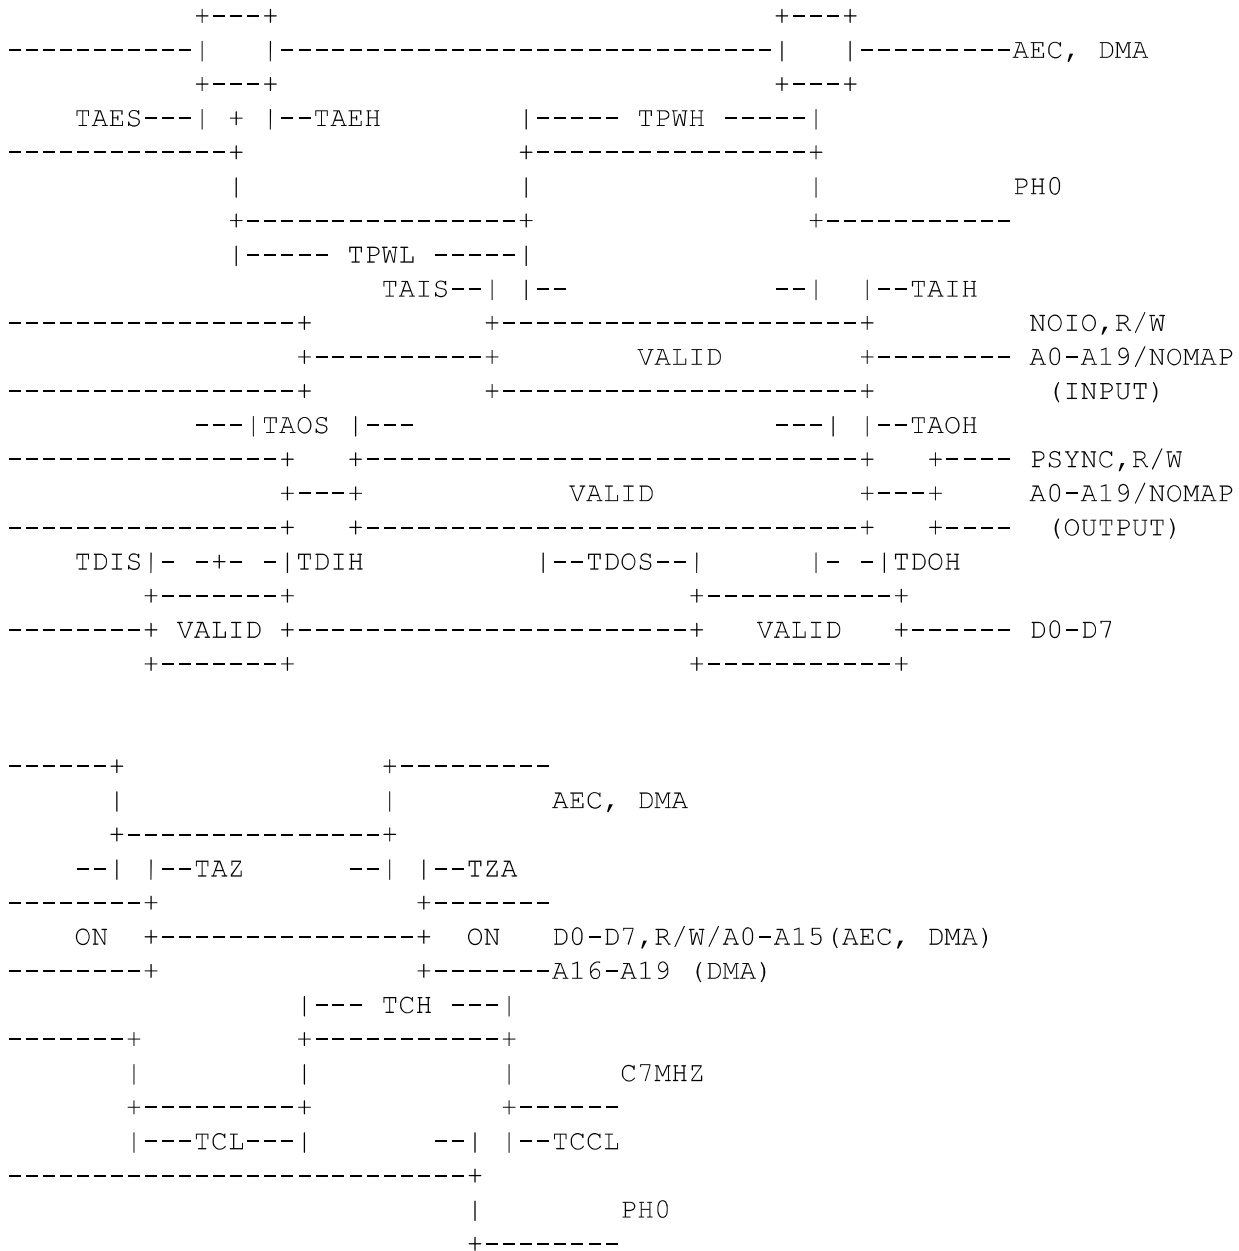 AEC, DMA
TAES TAEH TPWH
PH0
TPWL
TAIS TAIH
NOIO,R/W
VALID A0-A19/NOMAP
(INPUT)
TAOS TAOH
PSYNC,R/W
VALID A0-A19/NOMAP
(OUTPUT)
TDIS TDIH TDOS TDOH
VALID VALID D0-D7
AEC, DMA
TAZ TZA
ON ON D0-D7,R/W/A0-A15(AEC, DMA)
A16-A19 (DMA)
TCH
C7MHZ
TCL TCCL
PH0